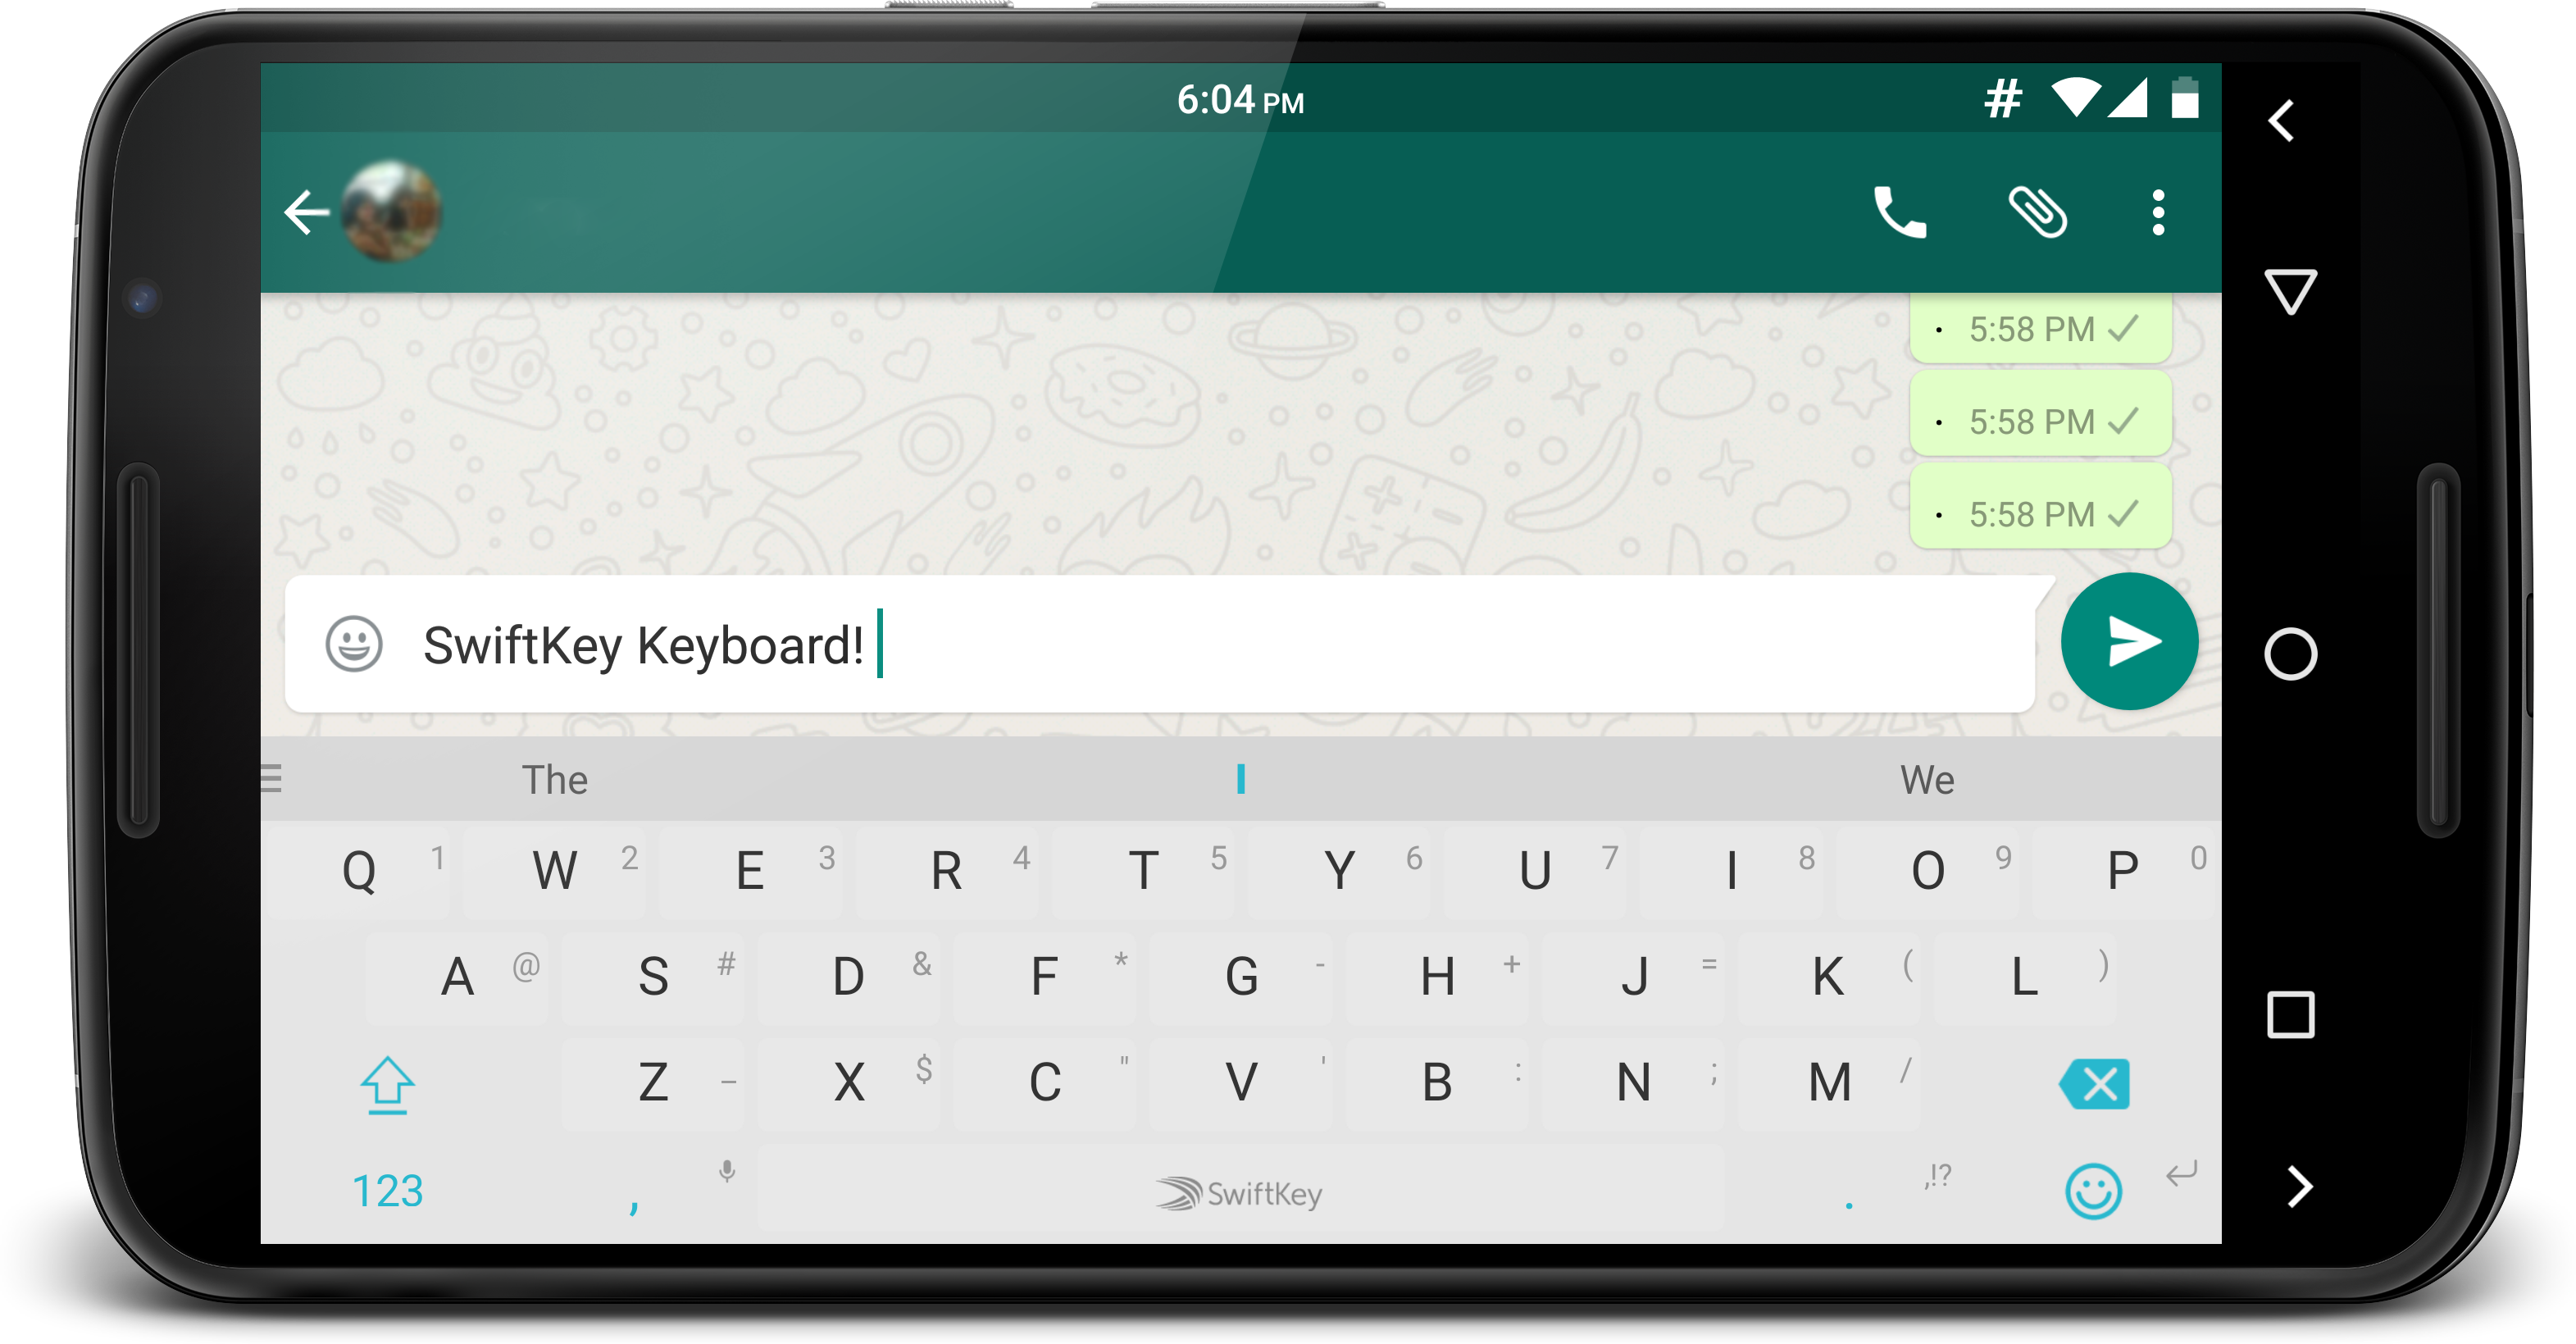 6:04 PM
#
· 5:58 PM
· 5:58 PM
· 5:58 PM
SwiftKey Keyboard!
The I We
Q 1 W 2 E 3 R 4 T 5 Y 6 U 7 I 8 O 9 P 0
A @ S # D & F * G - H + J = K ( L )
Z _ X $ C " V ' B : N ; M /
123 , SwiftKey . ,!?